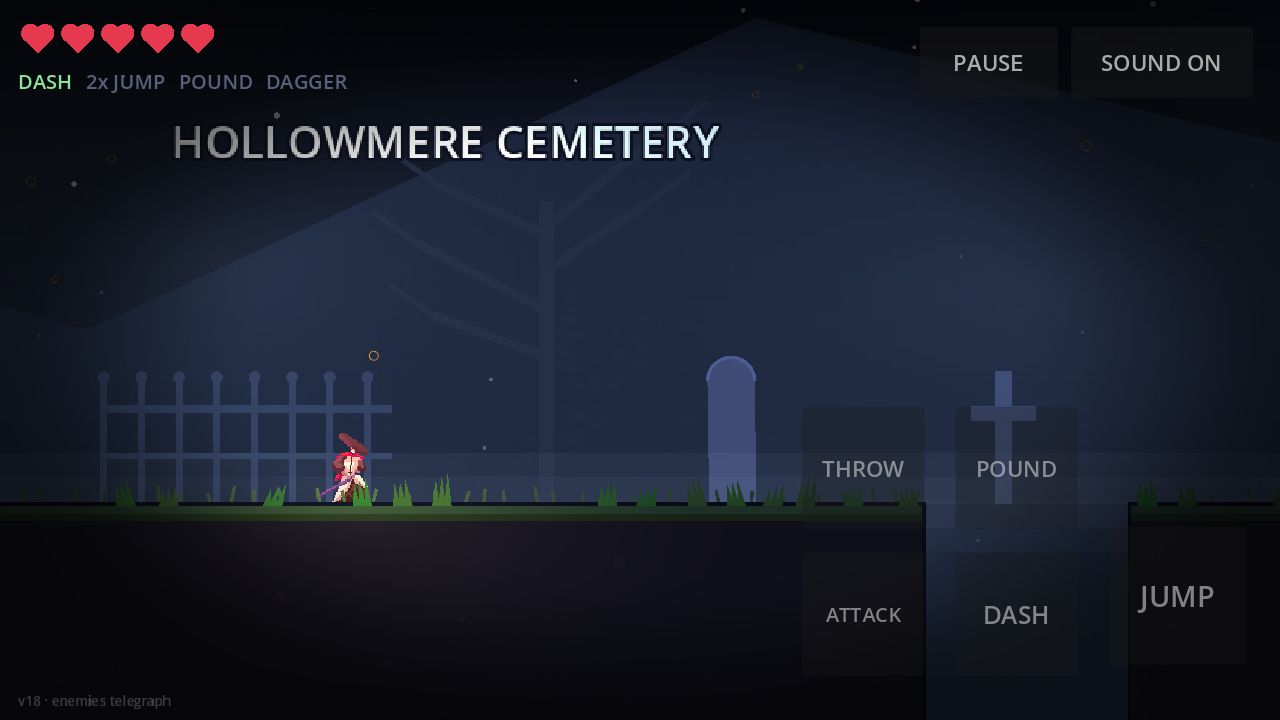 PAUSE SOUND ON
DASH 2x JUMP POUND DAGGER
HOLLOWMERE CEMETERY
THROW POUND
ATTACK DASH JUMP
v18 · enemies telegraph